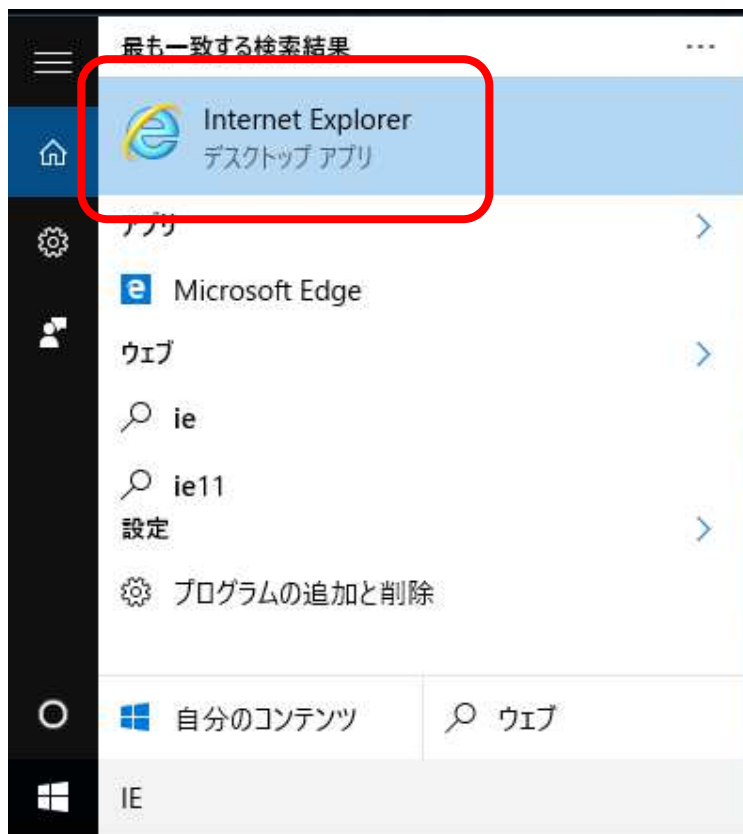 最も一致する検索結果
Internet Explorer
デスクトップ アプリ
アプリ
Microsoft Edge
ウェブ
ie
ie11
設定
プログラムの追加と削除
自分のコンテンツ
ウェブ
IE